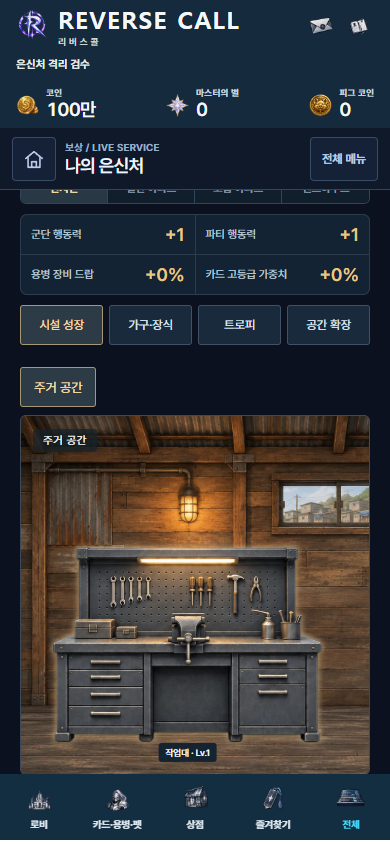 REVERSE CALL
리버스콜
은신처 격리 검수
코인
100만
마스터의 별
0
피그 코인
0
보상 / LIVE SERVICE
나의 은신처
전체 메뉴
군단 행동력
+1
파티 행동력
+1
용병 장비 드랍
+0%
카드 고등급 가중치
+0%
시설 성장
가구·장식
트로피
공간 확장
주거 공간
주거 공간
작업대 · Lv.1
로비
카드·용병·펫
상점
즐겨찾기
전체